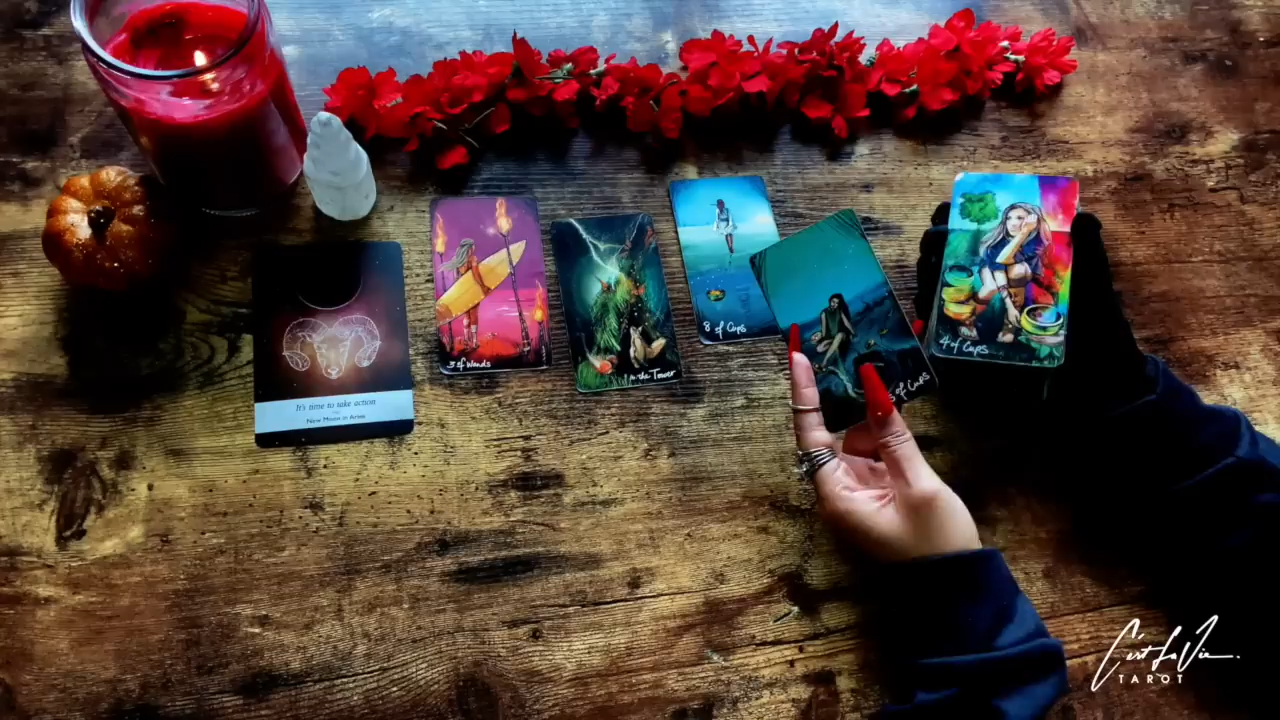 It's time to take action
New Moon in Aries
3 of Wands
the Tower
8 of Cups
5 of Cups
4 of Cups
C'est La Vie
TAROT